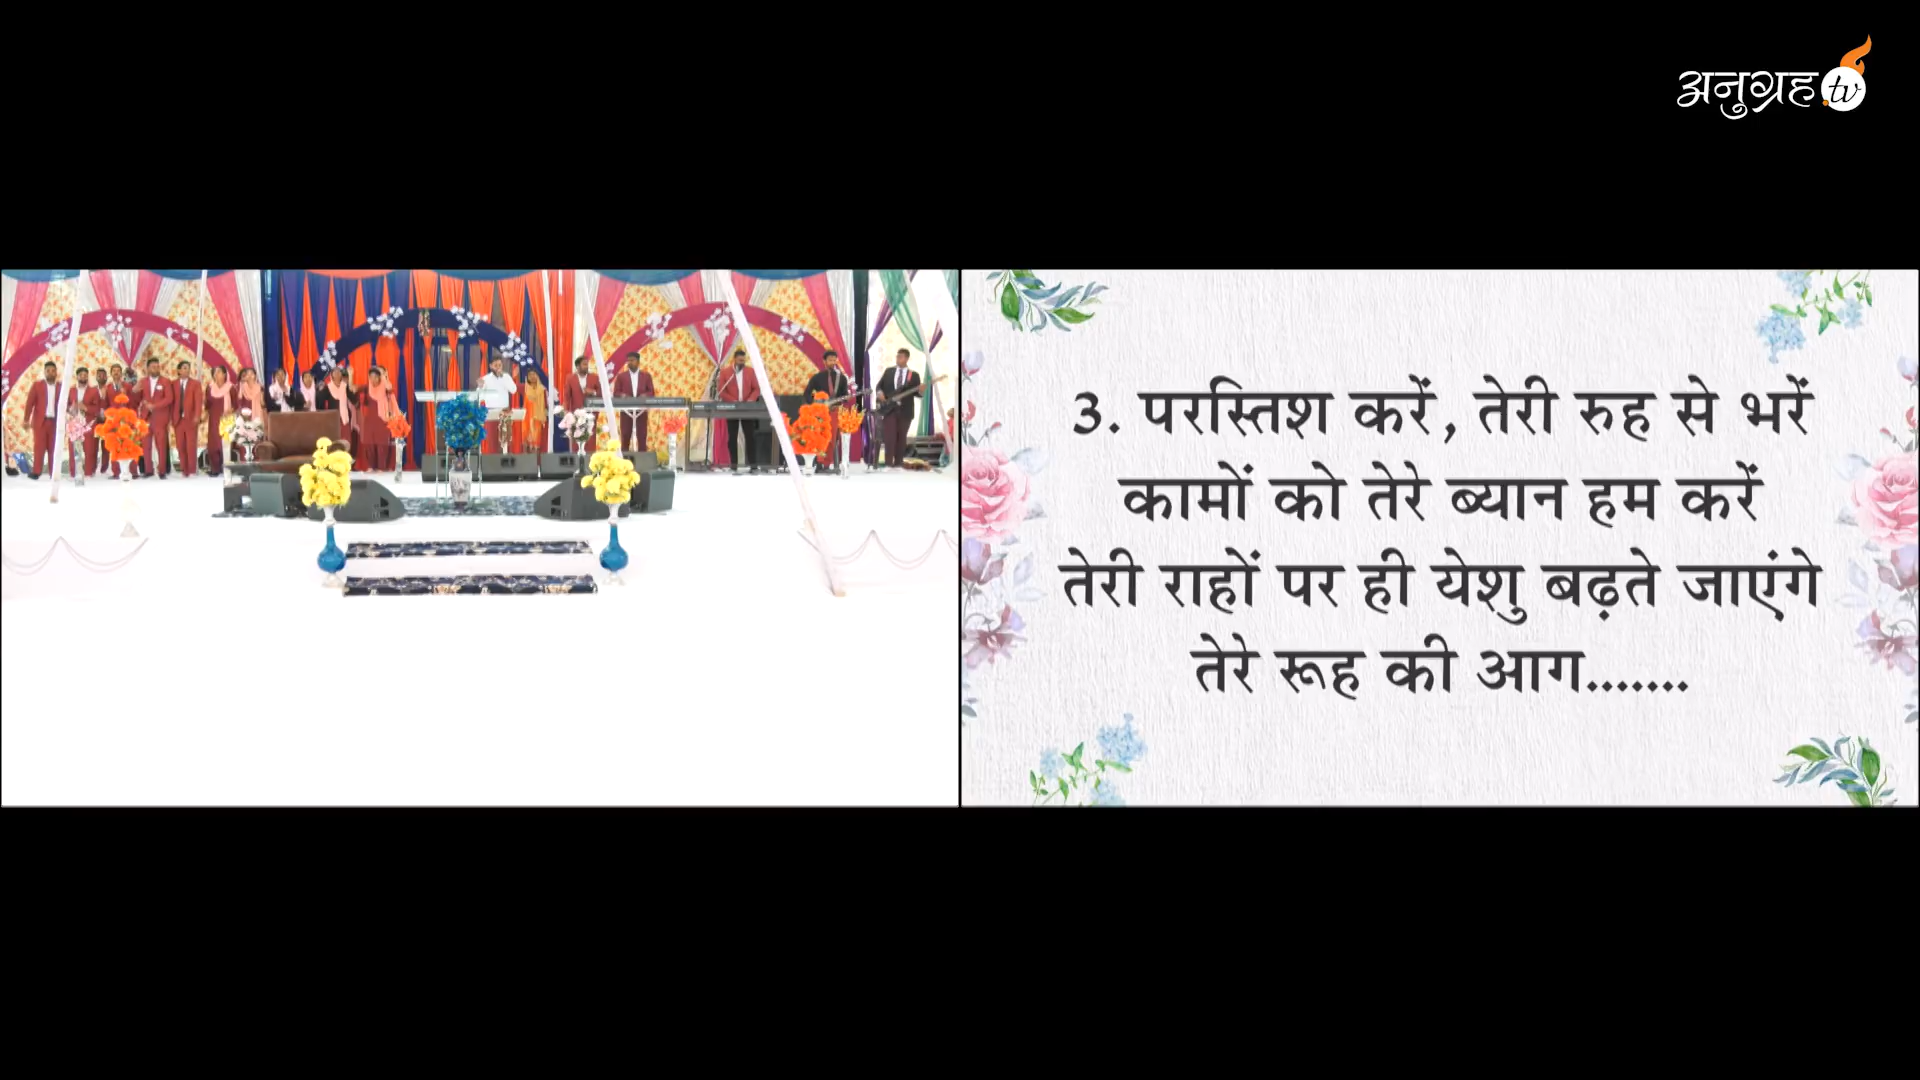 अनुग्रह.tv
3. परस्तिश करें, तेरी रुह से भरें
कामों को तेरे ब्यान हम करें
तेरी राहों पर ही येशु बढ़ते जाएंगे
तेरे रूह की आग.......